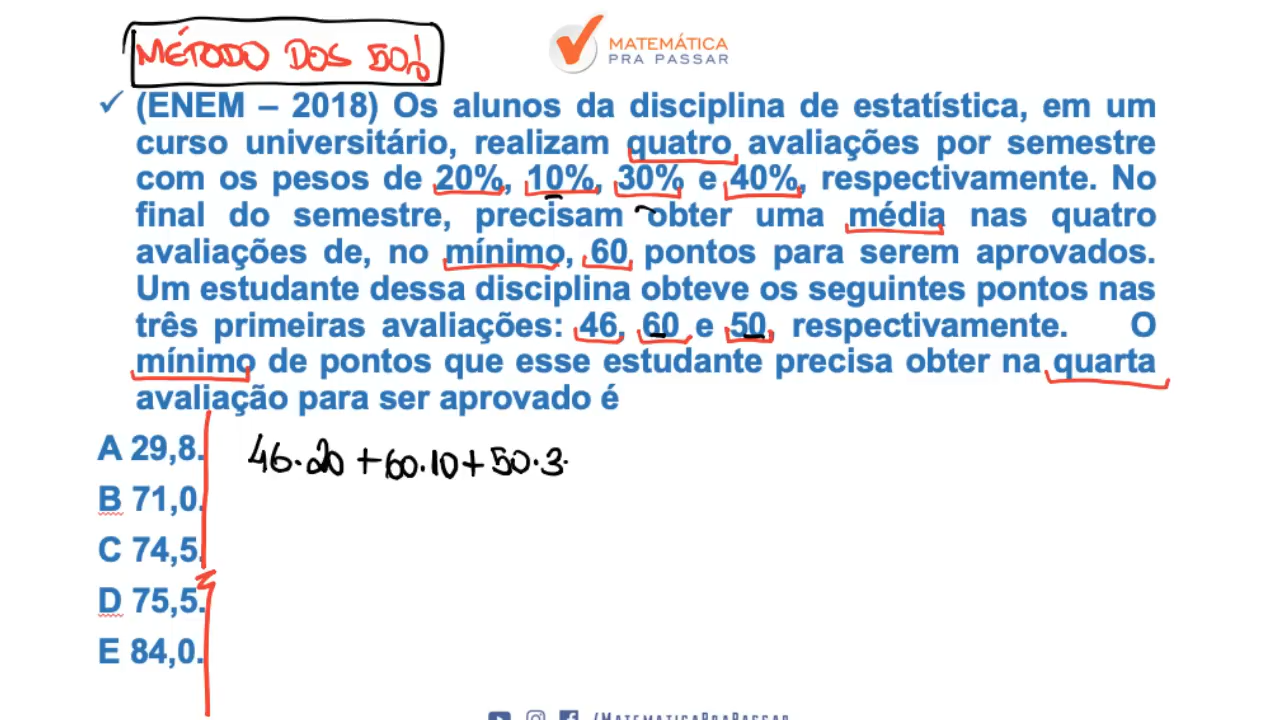 MÉTODO DOS 50!
MATEMÁTICA
PRA PASSAR
✓ (ENEM – 2018) Os alunos da disciplina de estatística, em um
curso universitário, realizam quatro avaliações por semestre
com os pesos de 20%, 10%, 30% e 40%, respectivamente. No
final do semestre, precisam obter uma média nas quatro
avaliações de, no mínimo, 60 pontos para serem aprovados.
Um estudante dessa disciplina obteve os seguintes pontos nas
três primeiras avaliações: 46, 60 e 50, respectivamente. O
mínimo de pontos que esse estudante precisa obter na quarta
avaliação para ser aprovado é
A 29,8.
46·20+60·10+50·3·
B 71,0.
C 74,5.
D 75,5.
E 84,0.
/MATEMATICAPRAPASSAR